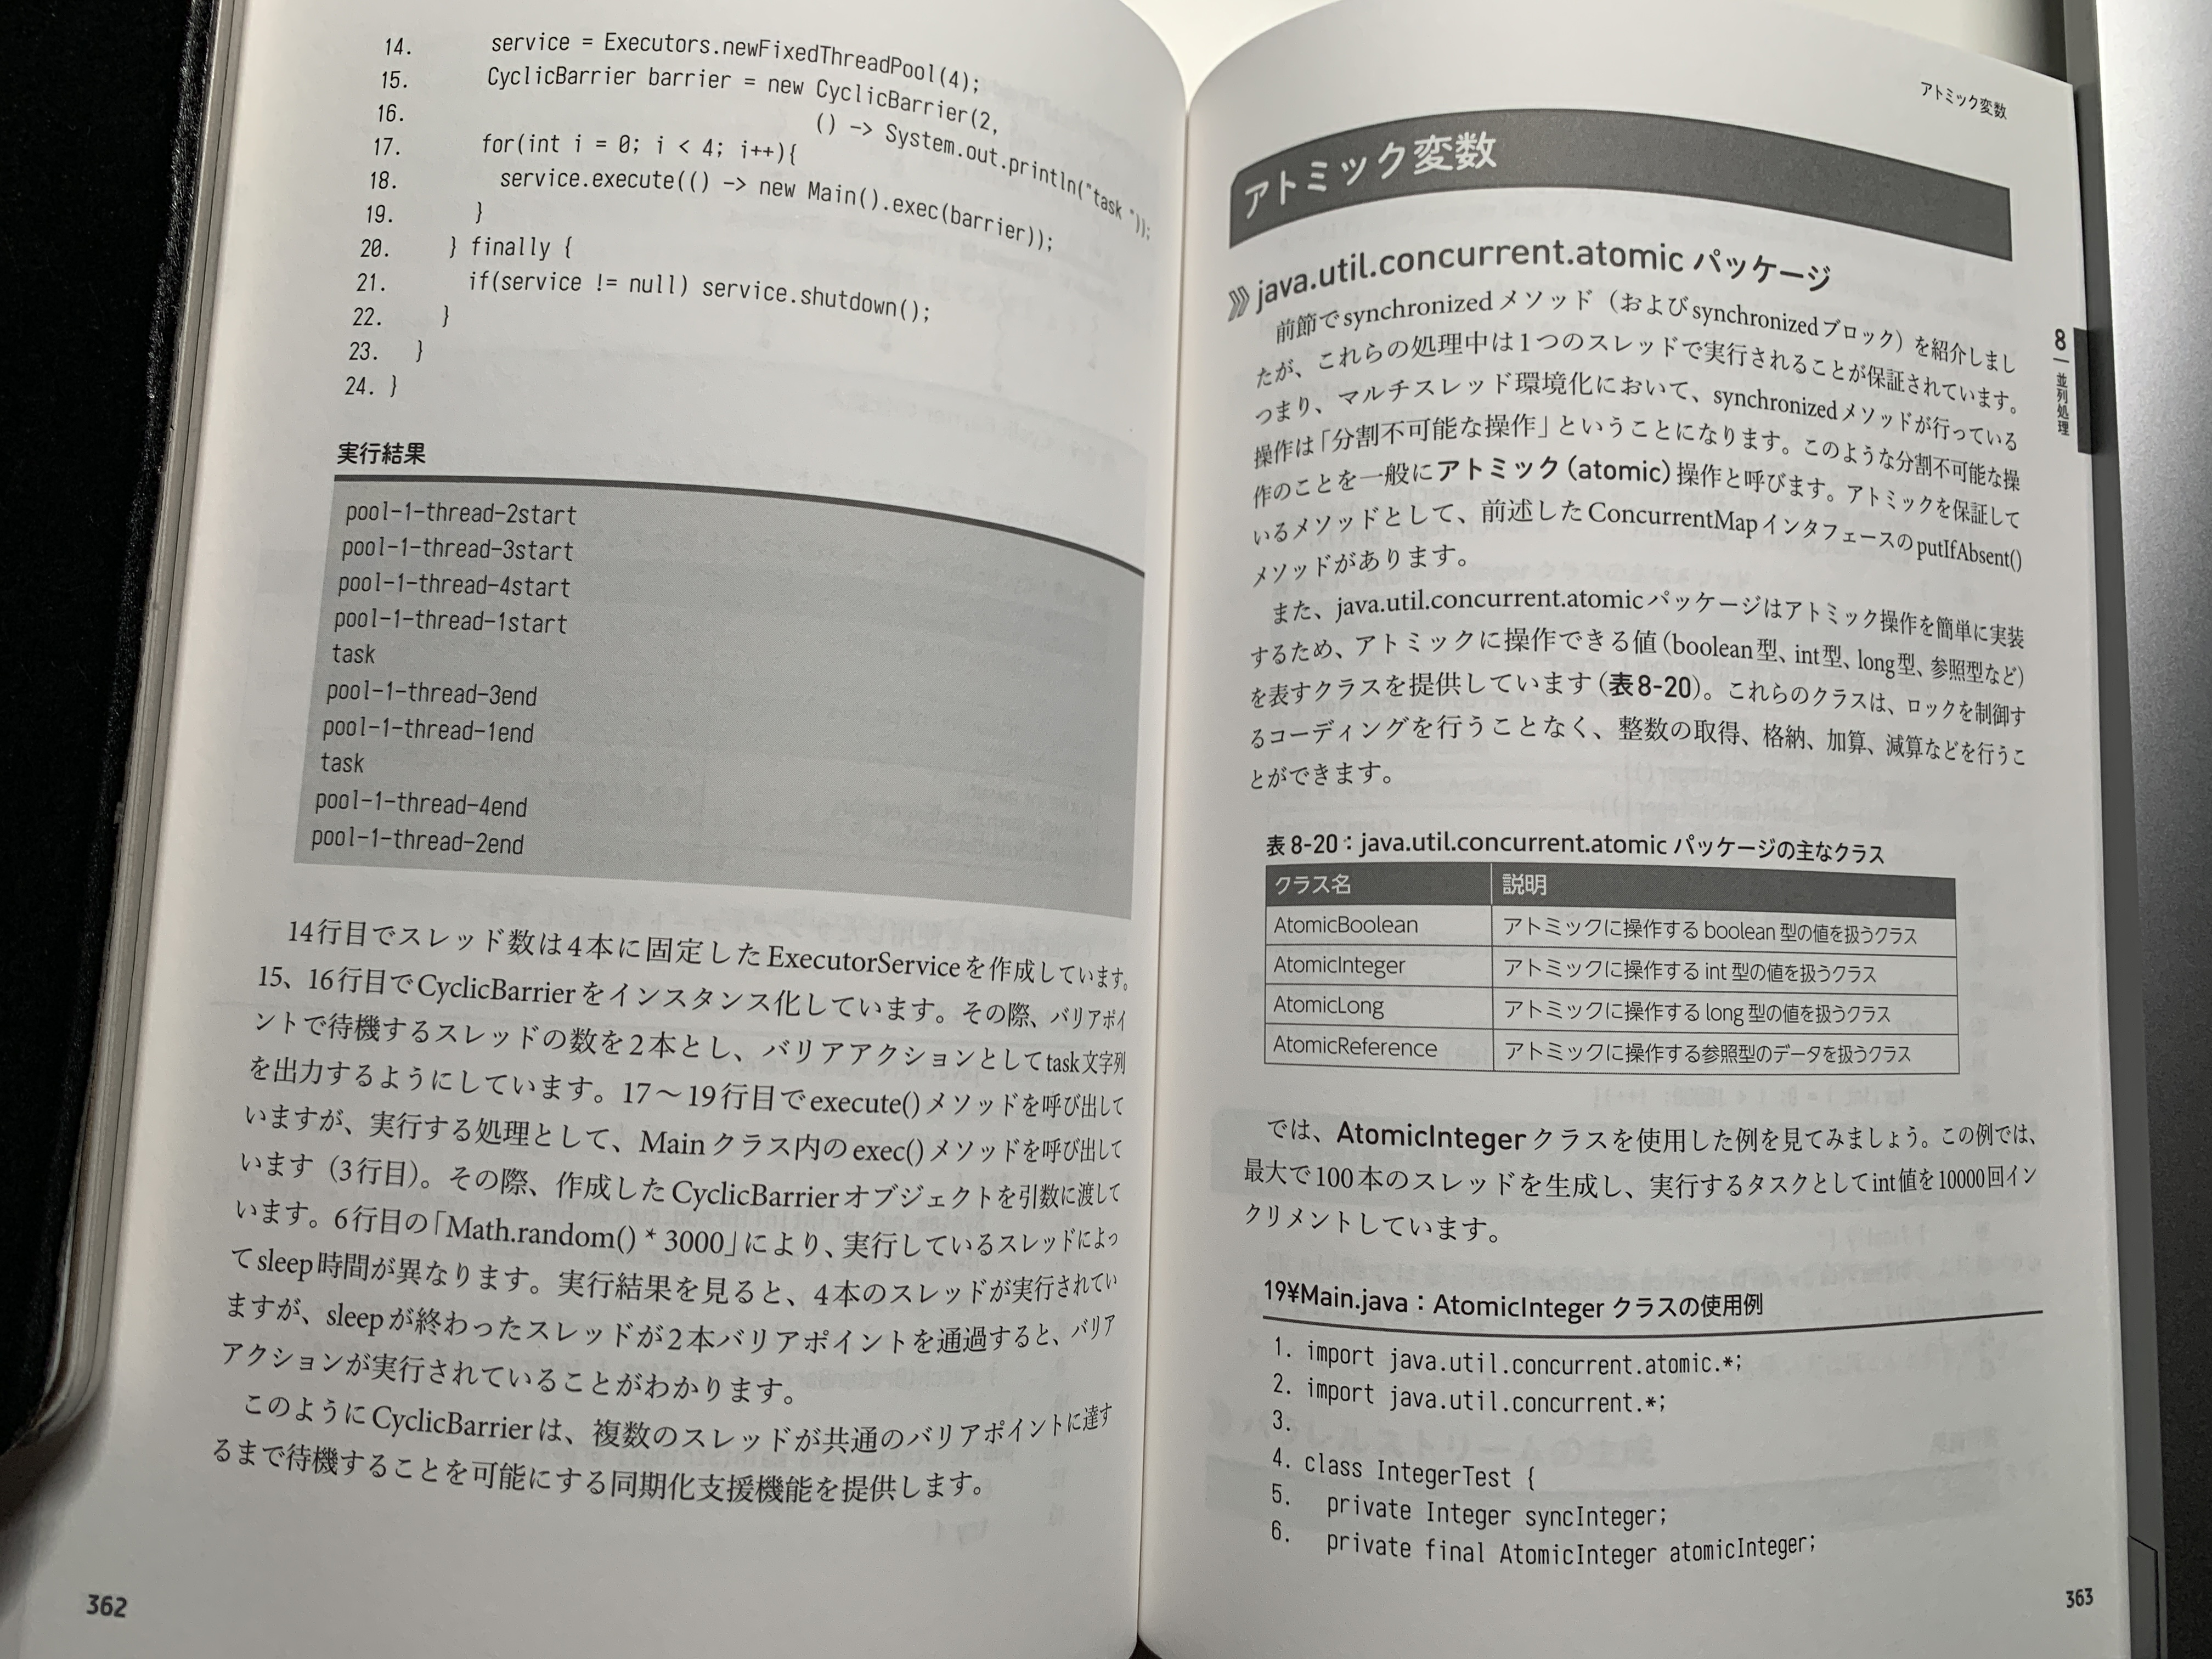 14. service = Executors.newFixedThreadPool(4);
15. CyclicBarrier barrier = new CyclicBarrier(2,
16. () -> System.out.println("task "));
17. for(int i = 0; i < 4; i++){
18. service.execute(() -> new Main().exec(barrier));
19. }
20. } finally {
21. if(service != null) service.shutdown();
22. }
23. }
24. }
実行結果
pool-1-thread-2start
pool-1-thread-3start
pool-1-thread-4start
pool-1-thread-1start
task
pool-1-thread-3end
pool-1-thread-1end
task
pool-1-thread-4end
pool-1-thread-2end
14行目でスレッド数は4本に固定したExecutorServiceを作成しています。
15、16行目でCyclicBarrierをインスタンス化しています。その際、バリアポイ
ントで待機するスレッドの数を2本とし、バリアアクションとしてtask文字列
を出力するようにしています。17～19行目でexecute()メソッドを呼び出して
いますが、実行する処理として、Mainクラス内のexec()メソッドを呼び出して
います（3行目）。その際、作成したCyclicBarrierオブジェクトを引数に渡して
います。6行目の「Math.random() * 3000」により、実行しているスレッドによっ
てsleep時間が異なります。実行結果を見ると、4本のスレッドが実行されてい
ますが、sleepが終わったスレッドが2本バリアポイントを通過すると、バリア
アクションが実行されていることがわかります。
このようにCyclicBarrierは、複数のスレッドが共通のバリアポイントに達す
るまで待機することを可能にする同期化支援機能を提供します。
362
アトミック変数
アトミック変数
java.util.concurrent.atomic パッケージ
前節でsynchronizedメソッド（およびsynchronizedブロック）を紹介しまし
たが、これらの処理中は1つのスレッドで実行されることが保証されています。
つまり、マルチスレッド環境化において、synchronizedメソッドが行っている
操作は「分割不可能な操作」ということになります。このような分割不可能な操
作のことを一般にアトミック（atomic）操作と呼びます。アトミックを保証して
いるメソッドとして、前述したConcurrentMapインタフェースのputIfAbsent()
メソッドがあります。
また、java.util.concurrent.atomicパッケージはアトミック操作を簡単に実装
するため、アトミックに操作できる値（boolean型、int型、long型、参照型など）
を表すクラスを提供しています（表8-20）。これらのクラスは、ロックを制御す
るコーディングを行うことなく、整数の取得、格納、加算、減算などを行うこ
とができます。
表8-20：java.util.concurrent.atomic パッケージの主なクラス
クラス名 説明
AtomicBoolean アトミックに操作する boolean 型の値を扱うクラス
AtomicInteger アトミックに操作する int 型の値を扱うクラス
AtomicLong アトミックに操作する long 型の値を扱うクラス
AtomicReference アトミックに操作する参照型のデータを扱うクラス
では、AtomicIntegerクラスを使用した例を見てみましょう。この例では、
最大で100本のスレッドを生成し、実行するタスクとしてint値を10000回イン
クリメントしています。
19¥Main.java：AtomicInteger クラスの使用例
1. import java.util.concurrent.atomic.*;
2. import java.util.concurrent.*;
3.
4. class IntegerTest {
5. private Integer syncInteger;
6. private final AtomicInteger atomicInteger;
8 並列処理
363